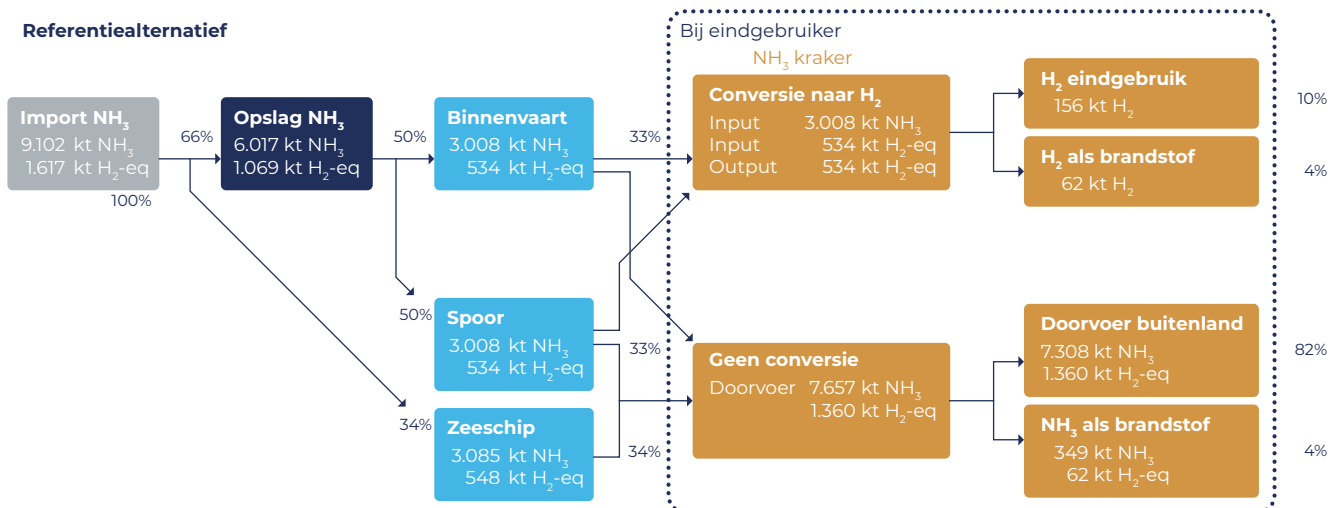 Referentiealternatief
Bij eindgebruiker
NH₃ kraker
Import NH₃
9.102 kt NH₃
1.617 kt H₂-eq
100%
66%
Opslag NH₃
6.017 kt NH₃
1.069 kt H₂-eq
50%
Binnenvaart
3.008 kt NH₃
534 kt H₂-eq
33%
Conversie naar H₂
Input 3.008 kt NH₃
Input 534 kt H₂-eq
Output 534 kt H₂-eq
H₂ eindgebruik
156 kt H₂
10%
H₂ als brandstof
62 kt H₂
4%
50%
Spoor
3.008 kt NH₃
534 kt H₂-eq
33%
34%
Zeeschip
3.085 kt NH₃
548 kt H₂-eq
34%
Geen conversie
Doorvoer 7.657 kt NH₃
1.360 kt H₂-eq
Doorvoer buitenland
7.308 kt NH₃
1.360 kt H₂-eq
82%
NH₃ als brandstof
349 kt NH₃
62 kt H₂-eq
4%